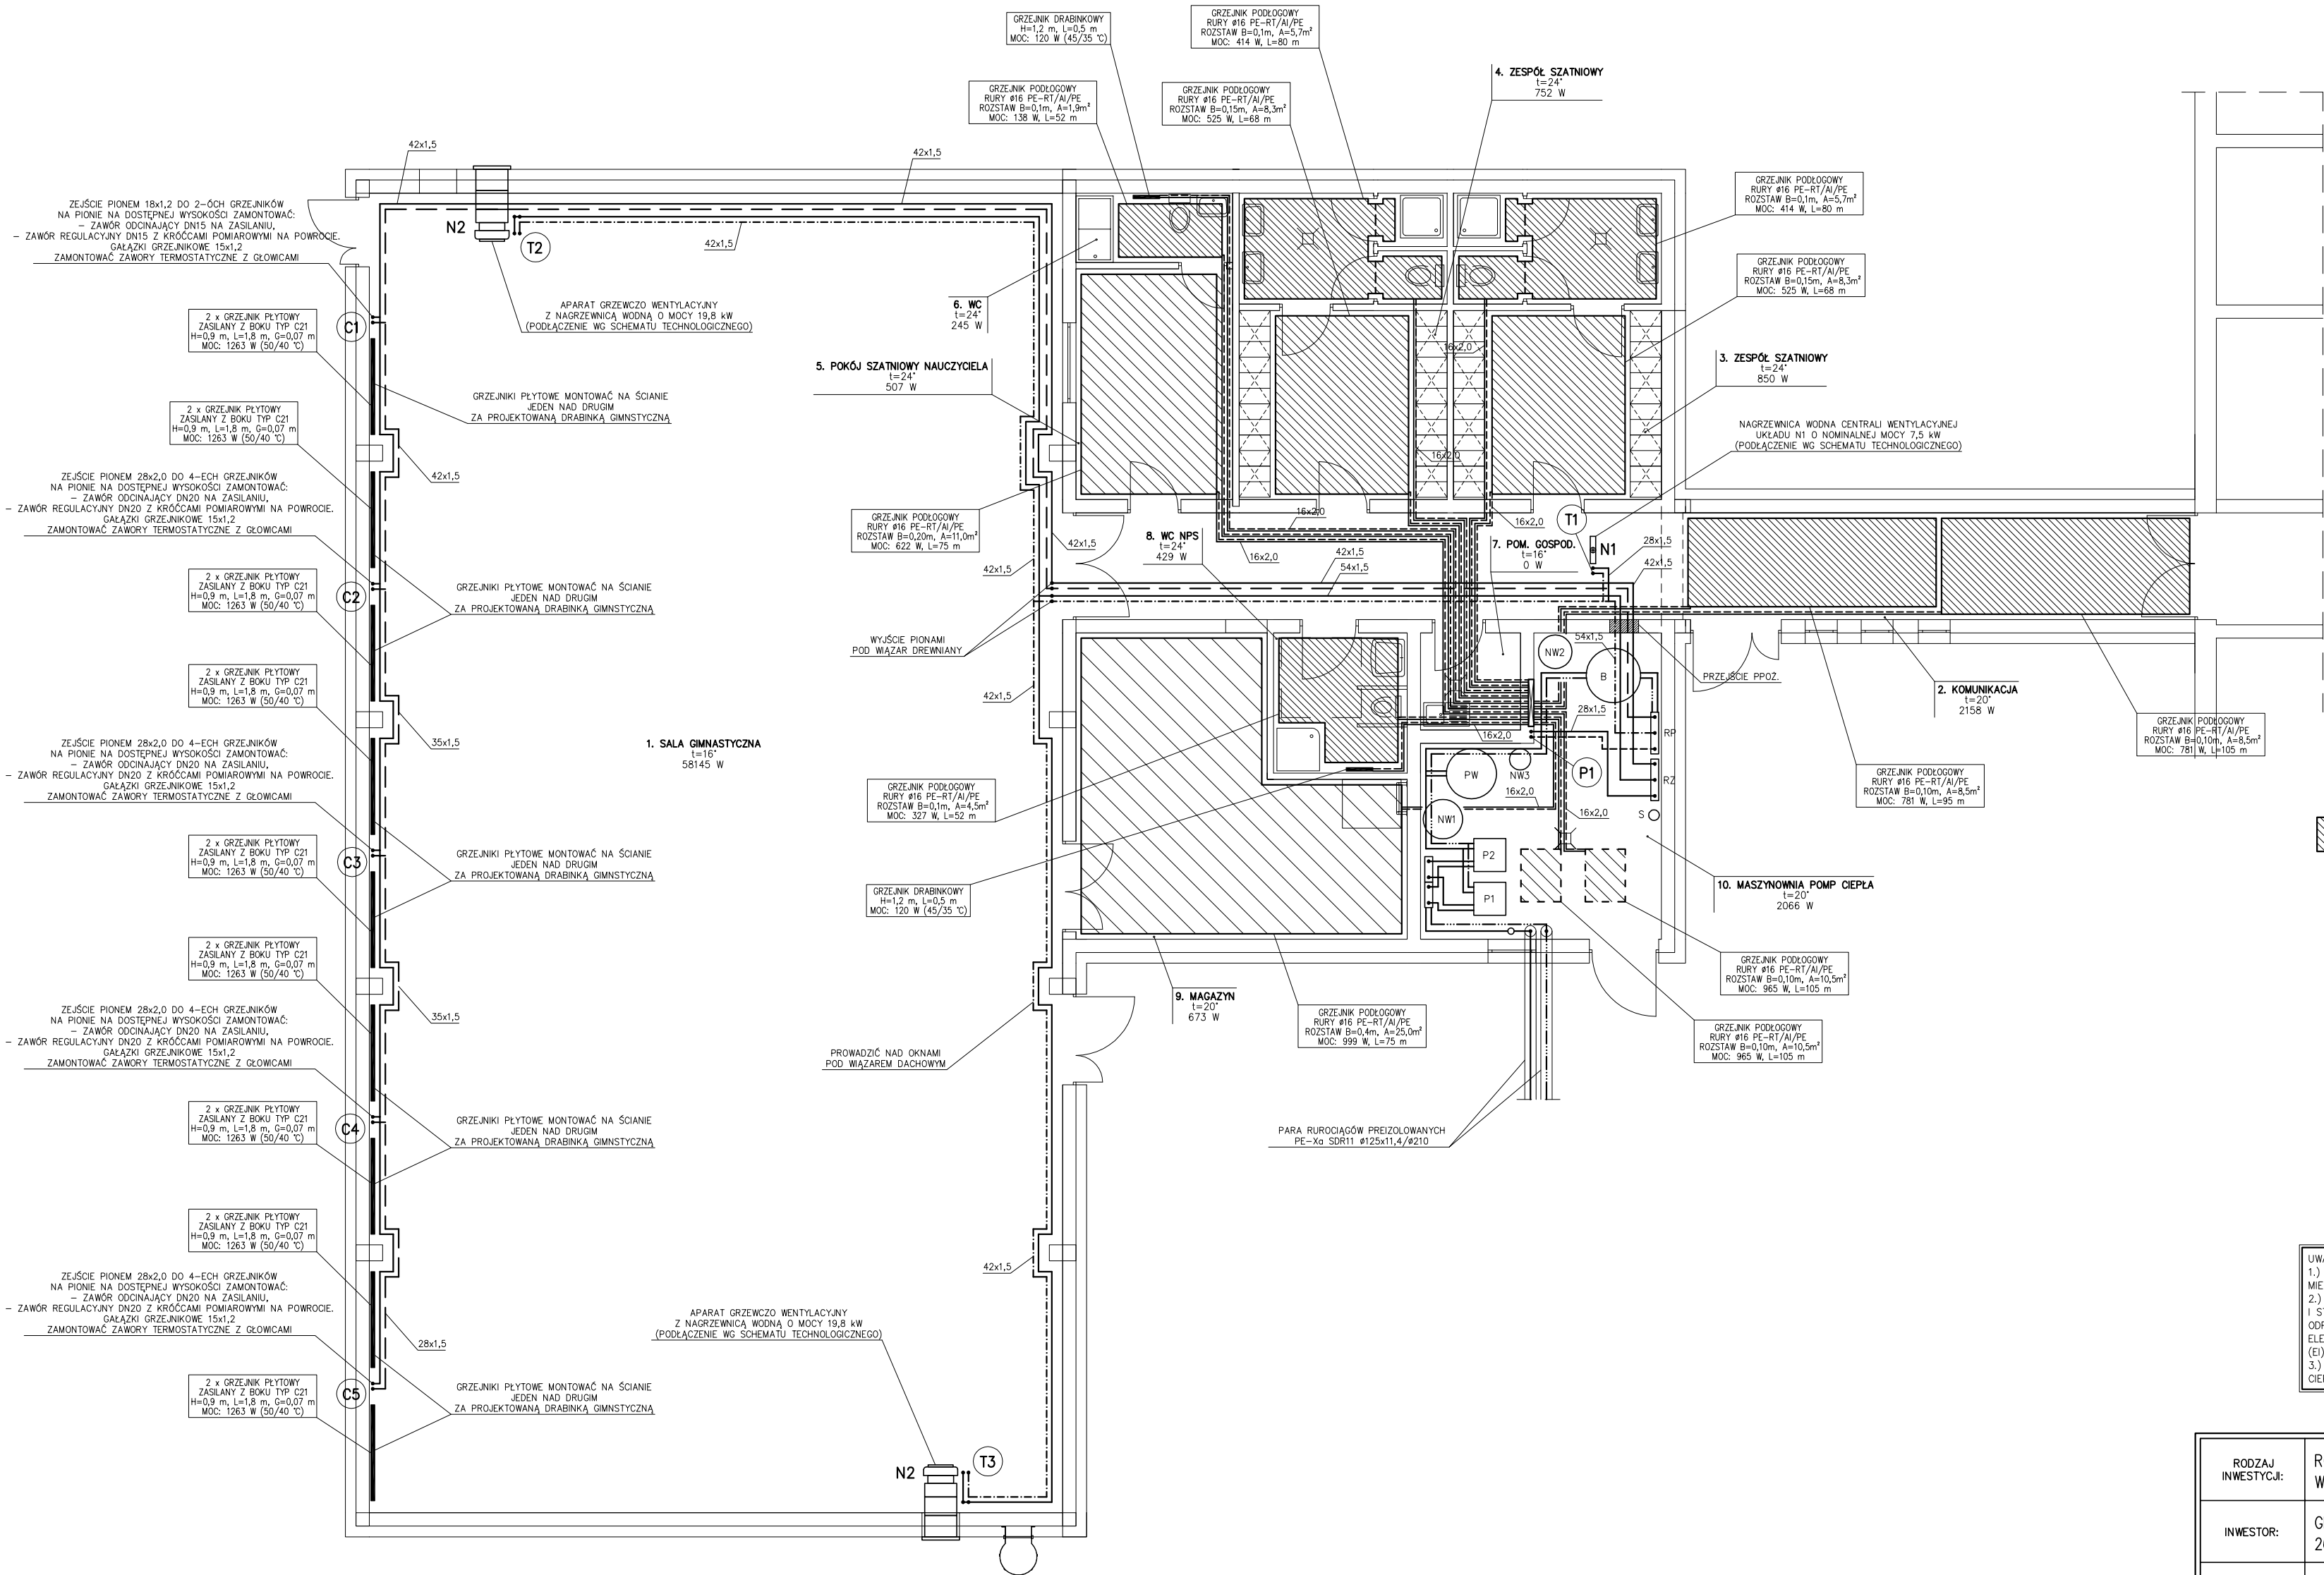 GRZEJNIK DRABINKOWY
H=1,2 m, L=0,5 m
MOC: 120 W (45/35 °C)
GRZEJNIK PODŁOGOWY
RURY ø16 PE-RT/Al/PE
ROZSTAW B=0,1m, A=5,7m²
MOC: 414 W, L=80 m
GRZEJNIK PODŁOGOWY
RURY ø16 PE-RT/Al/PE
ROZSTAW B=0,1m, A=1,9m²
MOC: 138 W, L=52 m
GRZEJNIK PODŁOGOWY
RURY ø16 PE-RT/Al/PE
ROZSTAW B=0,15m, A=8,3m²
MOC: 525 W, L=68 m
4. ZESPÓŁ SZATNIOWY
t=24°
752 W
42x1,5
42x1,5
GRZEJNIK PODŁOGOWY
RURY ø16 PE-RT/Al/PE
ROZSTAW B=0,1m, A=5,7m²
MOC: 414 W, L=80 m
ZEJŚCIE PIONEM 18x1,2 DO 2-ÓCH GRZEJNIKÓW
NA PIONIE NA DOSTĘPNEJ WYSOKOŚCI ZAMONTOWAĆ:
- ZAWÓR ODCINAJĄCY DN15 NA ZASILANIU,
- ZAWÓR REGULACYJNY DN15 Z KRÓĆCAMI POMIAROWYMI NA POWROCIE.
GAŁĄZKI GRZEJNIKOWE 15x1,2
ZAMONTOWAĆ ZAWORY TERMOSTATYCZNE Z GŁOWICAMI
N2
T2
42x1,5
GRZEJNIK PODŁOGOWY
RURY ø16 PE-RT/Al/PE
ROZSTAW B=0,15m, A=8,3m²
MOC: 525 W, L=68 m
APARAT GRZEWCZO WENTYLACYJNY
Z NAGRZEWNICĄ WODNĄ O MOCY 19,8 kW
(PODŁĄCZENIE WG SCHEMATU TECHNOLOGICZNEGO)
6. WC
t=24°
245 W
2 x GRZEJNIK PŁYTOWY
ZASILANY Z BOKU TYP C21
H=0,9 m, L=1,8 m, G=0,07 m
MOC: 1263 W (50/40 °C)
C1
16x2,0
5. POKÓJ SZATNIOWY NAUCZYCIELA
t=24°
507 W
3. ZESPÓŁ SZATNIOWY
t=24°
850 W
GRZEJNIKI PŁYTOWE MONTOWAĆ NA ŚCIANIE
JEDEN NAD DRUGIM
ZA PROJEKTOWANĄ DRABINKĄ GIMNSTYCZNĄ
2 x GRZEJNIK PŁYTOWY
ZASILANY Z BOKU TYP C21
H=0,9 m, L=1,8 m, G=0,07 m
MOC: 1263 W (50/40 °C)
NAGRZEWNICA WODNA CENTRALI WENTYLACYJNEJ
UKŁADU N1 O NOMINALNEJ MOCY 7,5 kW
(PODŁĄCZENIE WG SCHEMATU TECHNOLOGICZNEGO)
16x2,0
42x1,5
ZEJŚCIE PIONEM 28x2,0 DO 4-ECH GRZEJNIKÓW
NA PIONIE NA DOSTĘPNEJ WYSOKOŚCI ZAMONTOWAĆ:
- ZAWÓR ODCINAJĄCY DN20 NA ZASILANIU,
- ZAWÓR REGULACYJNY DN20 Z KRÓĆCAMI POMIAROWYMI NA POWROCIE.
GAŁĄZKI GRZEJNIKOWE 15x1,2
ZAMONTOWAĆ ZAWORY TERMOSTATYCZNE Z GŁOWICAMI
GRZEJNIK PODŁOGOWY
RURY ø16 PE-RT/Al/PE
ROZSTAW B=0,20m, A=11,0m²
MOC: 622 W, L=75 m
16x2,0
16x2,0
T1
8. WC NPS
t=24°
429 W
7. POM. GOSPOD.
t=16°
0 W
N1
28x1,5
42x1,5
42x1,5
16x2,0
42x1,5
54x1,5
42x1,5
42x1,5
2 x GRZEJNIK PŁYTOWY
ZASILANY Z BOKU TYP C21
H=0,9 m, L=1,8 m, G=0,07 m
MOC: 1263 W (50/40 °C)
C2
GRZEJNIKI PŁYTOWE MONTOWAĆ NA ŚCIANIE
JEDEN NAD DRUGIM
ZA PROJEKTOWANĄ DRABINKĄ GIMNSTYCZNĄ
WYJŚCIE PIONAMI
POD WIĄZAR DREWNIANY
54x1,5
NW2
B
PRZEJŚCIE PPOŻ.
2. KOMUNIKACJA
t=20°
2158 W
2 x GRZEJNIK PŁYTOWY
ZASILANY Z BOKU TYP C21
H=0,9 m, L=1,8 m, G=0,07 m
MOC: 1263 W (50/40 °C)
42x1,5
28x1,5
RP
GRZEJNIK PODŁOGOWY
RURY ø16 PE-RT/Al/PE
ROZSTAW B=0,10m, A=8,5m²
MOC: 781 W, L=105 m
35x1,5
1. SALA GIMNASTYCZNA
t=16°
58145 W
16x2,0
ZEJŚCIE PIONEM 28x2,0 DO 4-ECH GRZEJNIKÓW
NA PIONIE NA DOSTĘPNEJ WYSOKOŚCI ZAMONTOWAĆ:
- ZAWÓR ODCINAJĄCY DN20 NA ZASILANIU,
- ZAWÓR REGULACYJNY DN20 Z KRÓĆCAMI POMIAROWYMI NA POWROCIE.
GAŁĄZKI GRZEJNIKOWE 15x1,2
ZAMONTOWAĆ ZAWORY TERMOSTATYCZNE Z GŁOWICAMI
PW
NW3
P1
RZ
16x2,0
GRZEJNIK PODŁOGOWY
RURY ø16 PE-RT/Al/PE
ROZSTAW B=0,10m, A=8,5m²
MOC: 781 W, L=95 m
GRZEJNIK PODŁOGOWY
RURY ø16 PE-RT/Al/PE
ROZSTAW B=0,1m, A=4,5m²
MOC: 327 W, L=52 m
NW1
16x2,0
S
2 x GRZEJNIK PŁYTOWY
ZASILANY Z BOKU TYP C21
H=0,9 m, L=1,8 m, G=0,07 m
MOC: 1263 W (50/40 °C)
C3
GRZEJNIKI PŁYTOWE MONTOWAĆ NA ŚCIANIE
JEDEN NAD DRUGIM
ZA PROJEKTOWANĄ DRABINKĄ GIMNSTYCZNĄ
P2
P1
GRZEJNIK DRABINKOWY
H=1,2 m, L=0,5 m
MOC: 120 W (45/35 °C)
10. MASZYNOWNIA POMP CIEPŁA
t=20°
2066 W
2 x GRZEJNIK PŁYTOWY
ZASILANY Z BOKU TYP C21
H=0,9 m, L=1,8 m, G=0,07 m
MOC: 1263 W (50/40 °C)
GRZEJNIK PODŁOGOWY
RURY ø16 PE-RT/Al/PE
ROZSTAW B=0,10m, A=10,5m²
MOC: 965 W, L=105 m
35x1,5
9. MAGAZYN
t=20°
673 W
GRZEJNIK PODŁOGOWY
RURY ø16 PE-RT/Al/PE
ROZSTAW B=0,4m, A=25,0m²
MOC: 999 W, L=75 m
GRZEJNIK PODŁOGOWY
RURY ø16 PE-RT/Al/PE
ROZSTAW B=0,10m, A=10,5m²
MOC: 965 W, L=105 m
ZEJŚCIE PIONEM 28x2,0 DO 4-ECH GRZEJNIKÓW
NA PIONIE NA DOSTĘPNEJ WYSOKOŚCI ZAMONTOWAĆ:
- ZAWÓR ODCINAJĄCY DN20 NA ZASILANIU,
- ZAWÓR REGULACYJNY DN20 Z KRÓĆCAMI POMIAROWYMI NA POWROCIE.
GAŁĄZKI GRZEJNIKOWE 15x1,2
ZAMONTOWAĆ ZAWORY TERMOSTATYCZNE Z GŁOWICAMI
PROWADZIĆ NAD OKNAMI
POD WIĄZAREM DACHOWYM
2 x GRZEJNIK PŁYTOWY
ZASILANY Z BOKU TYP C21
H=0,9 m, L=1,8 m, G=0,07 m
MOC: 1263 W (50/40 °C)
C4
GRZEJNIKI PŁYTOWE MONTOWAĆ NA ŚCIANIE
JEDEN NAD DRUGIM
ZA PROJEKTOWANĄ DRABINKĄ GIMNSTYCZNĄ
PARA RUROCIĄGÓW PREIZOLOWANYCH
PE-Xa SDR11 ø125x11,4/ø210
2 x GRZEJNIK PŁYTOWY
ZASILANY Z BOKU TYP C21
H=0,9 m, L=1,8 m, G=0,07 m
MOC: 1263 W (50/40 °C)
42x1,5
ZEJŚCIE PIONEM 28x2,0 DO 4-ECH GRZEJNIKÓW
NA PIONIE NA DOSTĘPNEJ WYSOKOŚCI ZAMONTOWAĆ:
- ZAWÓR ODCINAJĄCY DN20 NA ZASILANIU,
- ZAWÓR REGULACYJNY DN20 Z KRÓĆCAMI POMIAROWYMI NA POWROCIE.
GAŁĄZKI GRZEJNIKOWE 15x1,2
ZAMONTOWAĆ ZAWORY TERMOSTATYCZNE Z GŁOWICAMI
28x1,5
APARAT GRZEWCZO WENTYLACYJNY
Z NAGRZEWNICĄ WODNĄ O MOCY 19,8 kW
(PODŁĄCZENIE WG SCHEMATU TECHNOLOGICZNEGO)
2 x GRZEJNIK PŁYTOWY
ZASILANY Z BOKU TYP C21
H=0,9 m, L=1,8 m, G=0,07 m
MOC: 1263 W (50/40 °C)
C5
GRZEJNIKI PŁYTOWE MONTOWAĆ NA ŚCIANIE
JEDEN NAD DRUGIM
ZA PROJEKTOWANĄ DRABINKĄ GIMNSTYCZNĄ
N2
T3
UWA
1.)
MIE
2.)
I S
OD
ELE
(EI)
3.)
CIE
RODZAJ
INWESTYCJI:
R
W
INWESTOR:
G
2